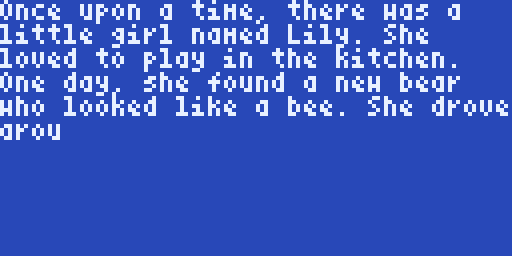 Once upon a time, there was a
little girl named Lily. She
loved to play in the kitchen.
One day, she found a new bear
who looked like a bee. She drove
arou